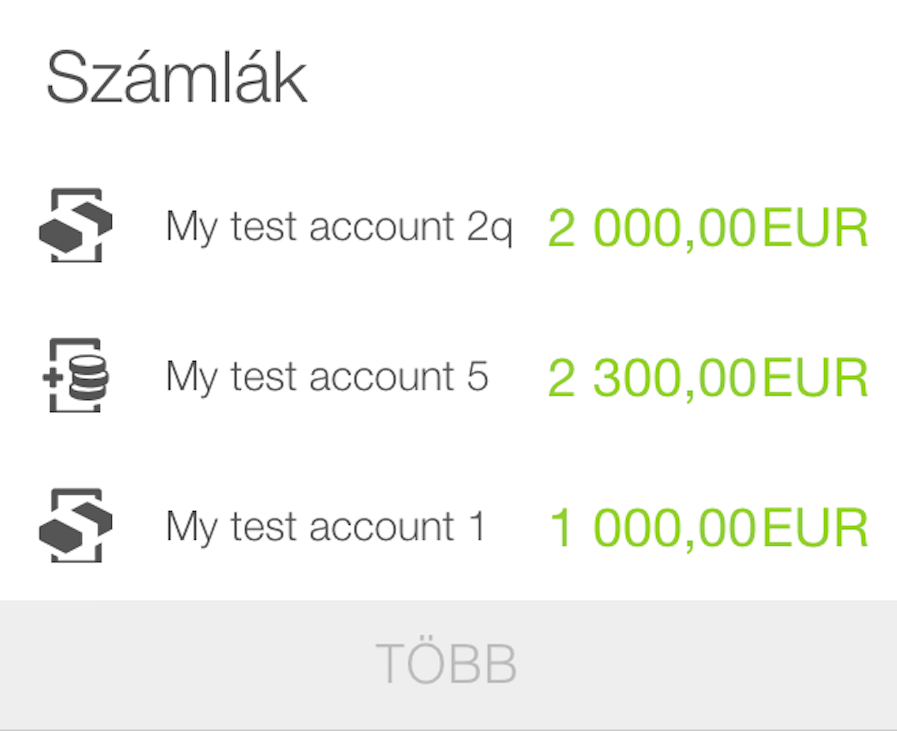 Számlák
My test account 2q 2 000,00EUR
My test account 5 2 300,00EUR
My test account 1 1 000,00EUR
TÖBB